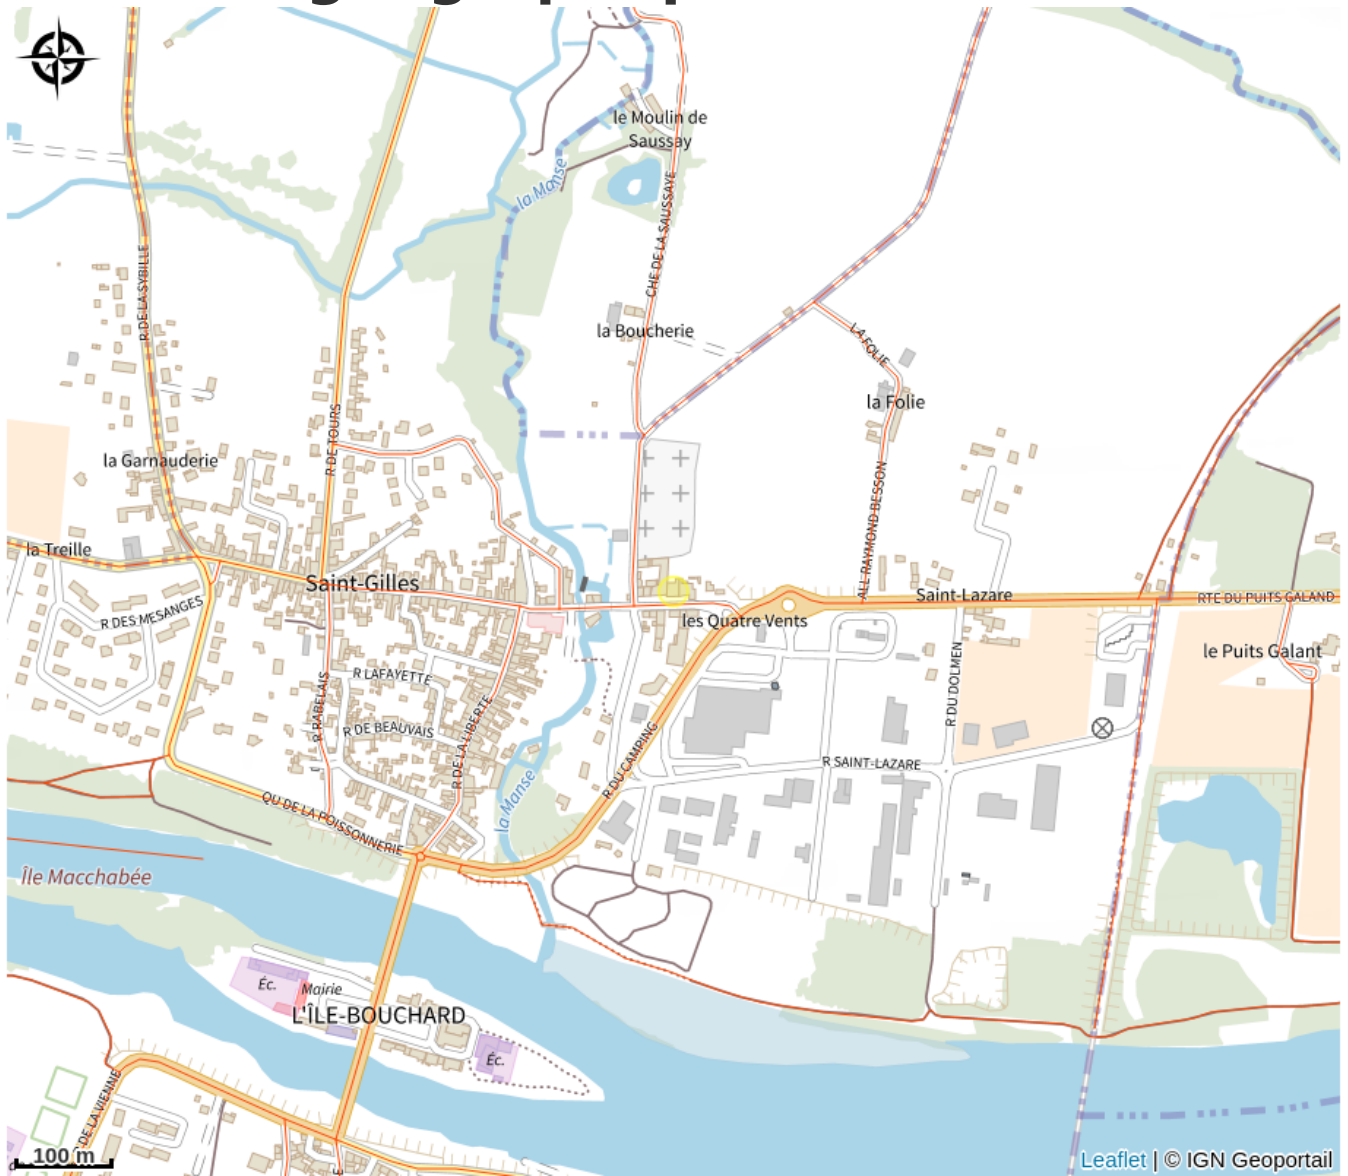 le Moulin de
Saussay
la Manse
CHE DE LA SAUSSAYE
R DE LA SYBILLE
la Boucherie
LA FOLIE
la Folie
R DE TOURS
la Garnauderie
ALL RAYMOND BESSON
la Treille
Saint-Gilles
Saint-Lazare
RTE DU PUITS GALAND
R DES MESANGES
les Quatre Vents
le Puits Galant
R LAFAYETTE
R RABELAIS
R DU DOLMEN
R DE BEAUVAIS
R DE LA LIBERTE
R DU CAMPING
R SAINT-LAZARE
la Manse
QU DE LA POISSONNERIE
Île Macchabée
Éc.
Mairie
L'ÎLE-BOUCHARD
Éc.
DE LA VIENNE
100 m
Leaflet | © IGN Geoportail